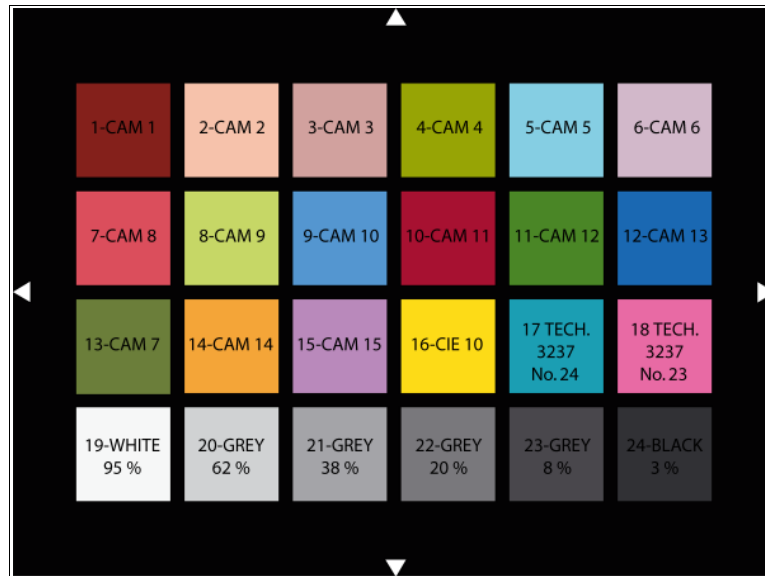 1-CAM 1
2-CAM 2
3-CAM 3
4-CAM 4
5-CAM 5
6-CAM 6
7-CAM 8
8-CAM 9
9-CAM 10
10-CAM 11
11-CAM 12
12-CAM 13
13-CAM 7
14-CAM 14
15-CAM 15
16-CIE 10
17 TECH.
3237
No. 24
18 TECH.
3237
No. 23
19-WHITE
95 %
20-GREY
62 %
21-GREY
38 %
22-GREY
20 %
23-GREY
8 %
24-BLACK
3 %